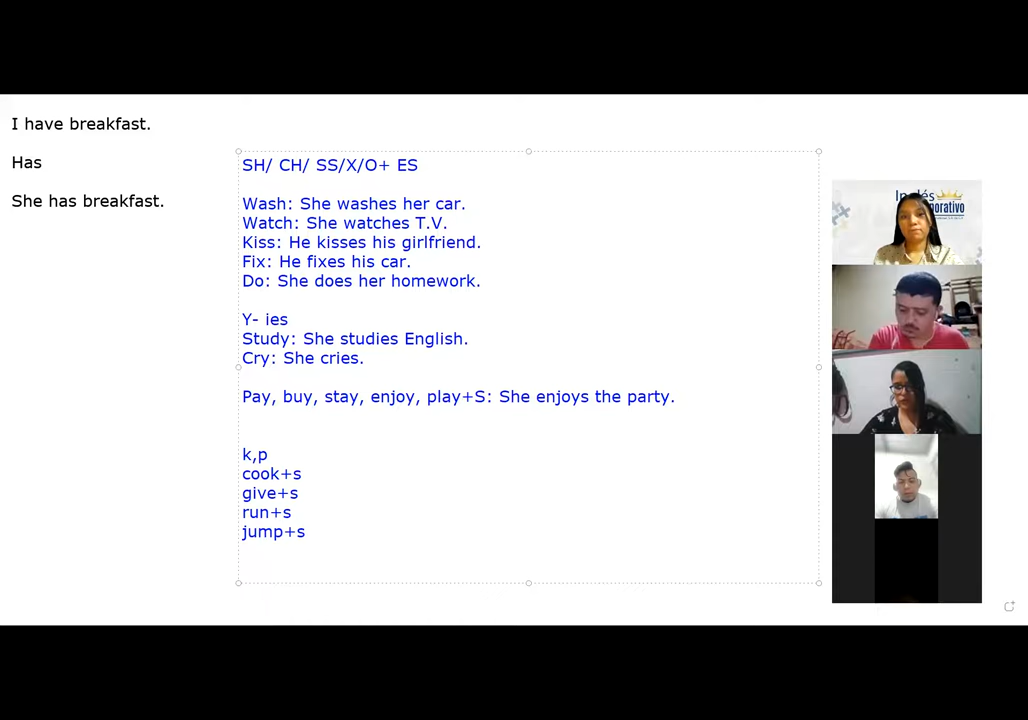 I have breakfast.
Has
She has breakfast.
SH/ CH/ SS/X/O+ ES
Wash: She washes her car.
Watch: She watches T.V.
Kiss: He kisses his girlfriend.
Fix: He fixes his car.
Do: She does her homework.
Y- ies
Study: She studies English.
Cry: She cries.
Pay, buy, stay, enjoy, play+S: She enjoys the party.
k,p
cook+s
give+s
run+s
jump+s